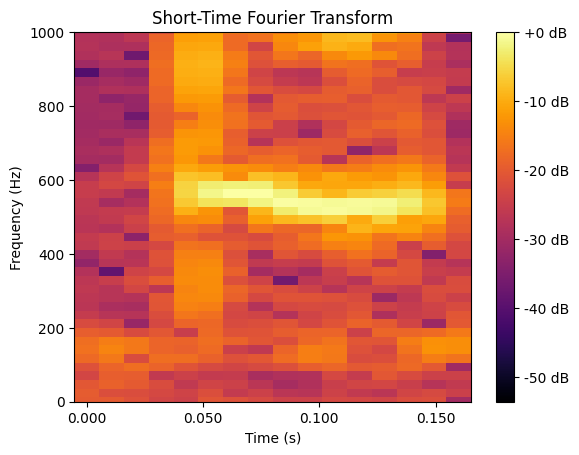 Short-Time Fourier Transform
Frequency (Hz)
1000
800
600
400
200
0
0.000
0.050
0.100
0.150
Time (s)
+0 dB
-10 dB
-20 dB
-30 dB
-40 dB
-50 dB